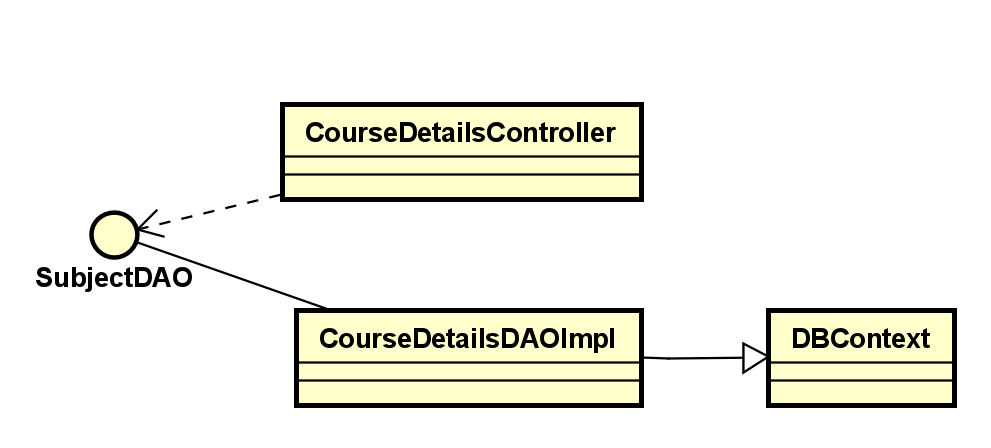 CourseDetailsController
SubjectDAO
CourseDetailsDAOImpl
DBContext